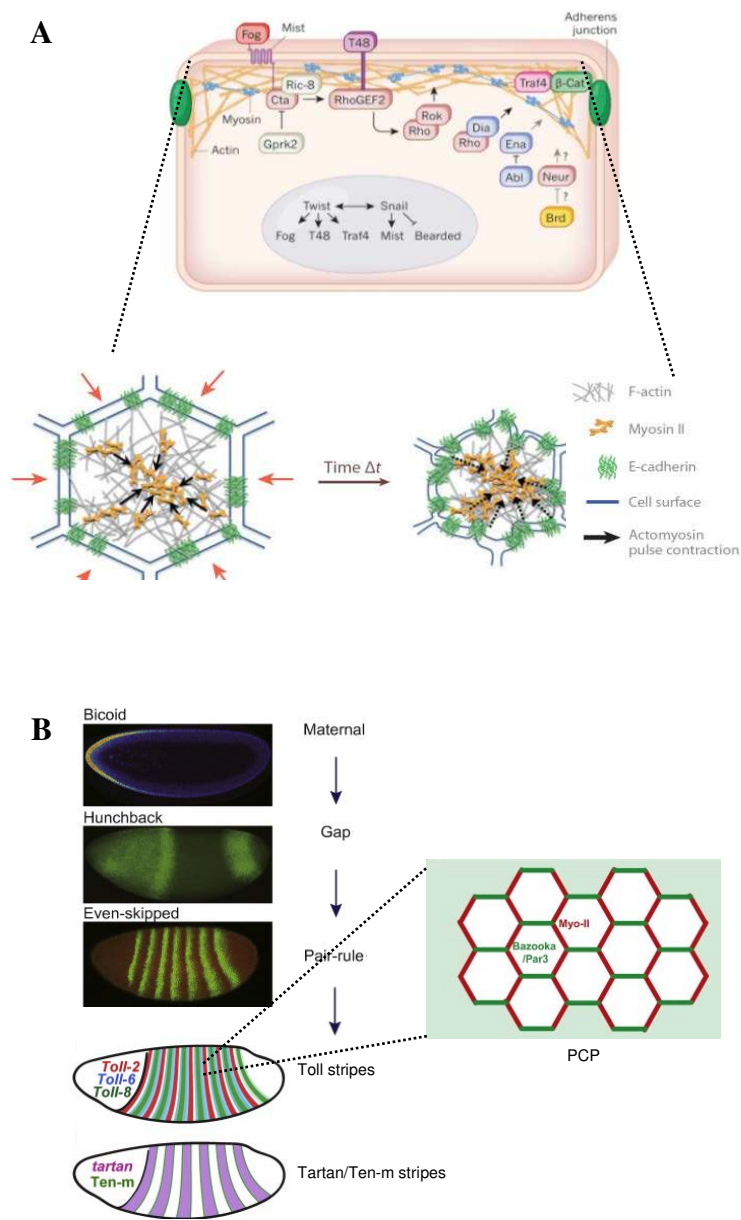 A
Fog
Mist
T48
Adherens
junction
Ric-8
Cta
RhoGEF2
Traf4
β-Cat
Myosin
Rok
Rho
Dia
Rho
Ena
Gprk2
Actin
Abl
Neur
?
?
Brd
Twist
Snail
Fog
T48
Traf4
Mist
Bearded
Time Δt
F-actin
Myosin II
E-cadherin
Cell surface
Actomyosin
pulse contraction
B
Bicoid
Maternal
Hunchback
Gap
Even-skipped
Pair-rule
Myo-II
Bazooka
/Par3
PCP
Toll-2
Toll-6
Toll-8
Toll stripes
tartan
Ten-m
Tartan/Ten-m stripes